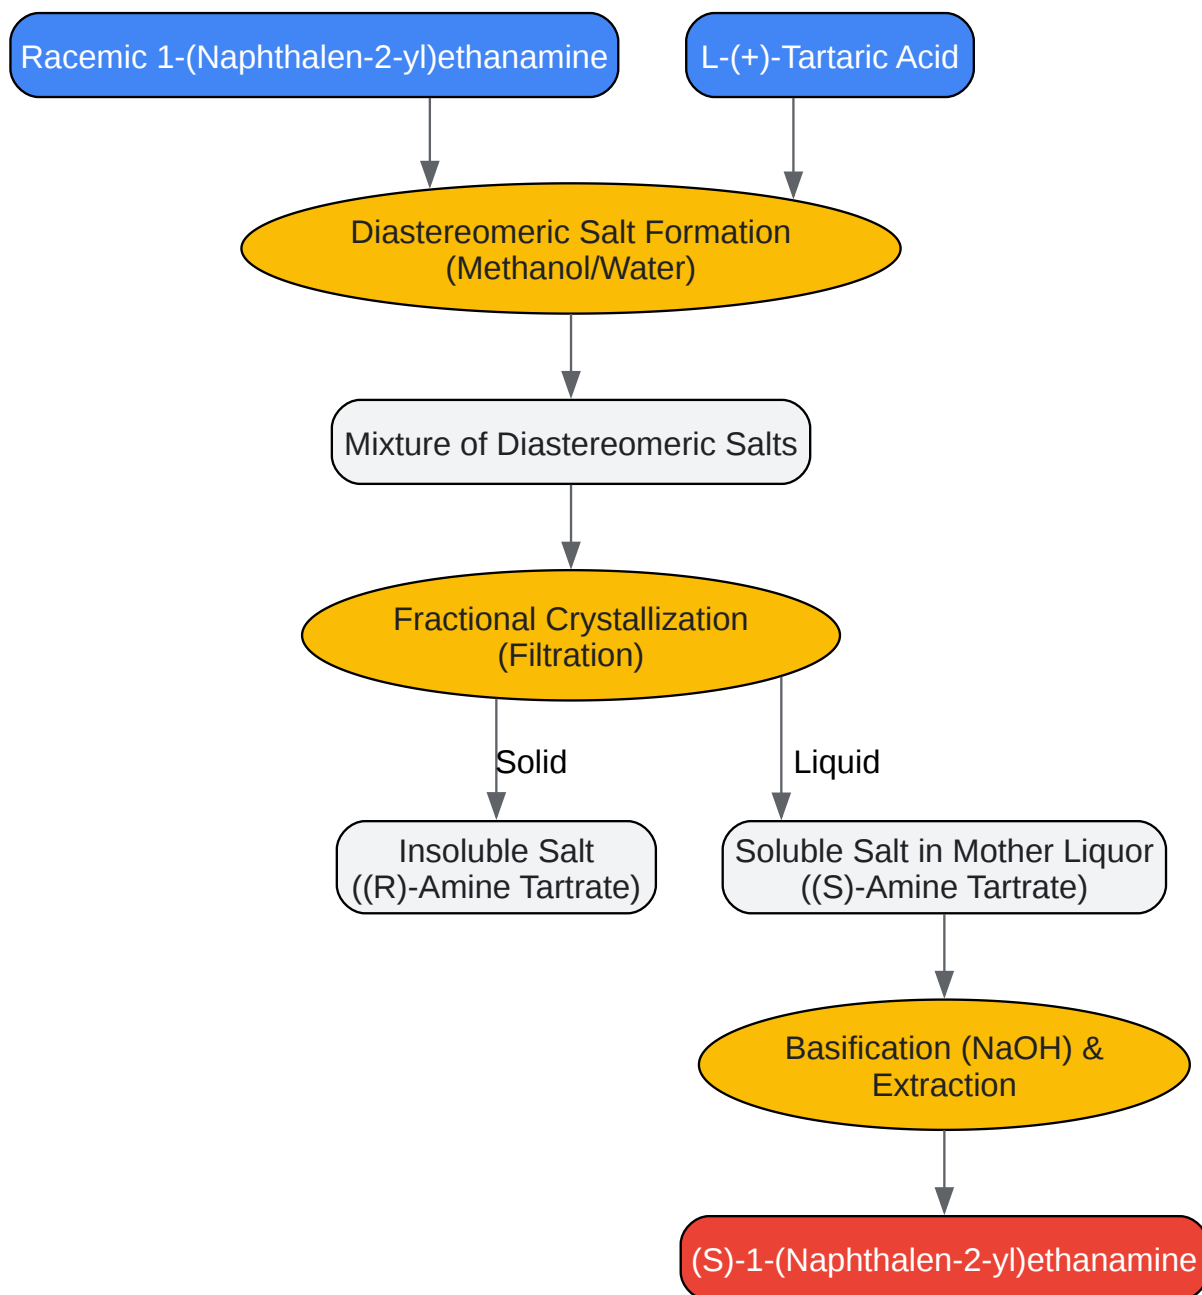 Racemic 1-(Naphthalen-2-yl)ethanamine
L-(+)-Tartaric Acid
Diastereomeric Salt Formation
(Methanol/Water)
Mixture of Diastereomeric Salts
Fractional Crystallization
(Filtration)
Solid
Liquid
Insoluble Salt
((R)-Amine Tartrate)
Soluble Salt in Mother Liquor
((S)-Amine Tartrate)
Basification (NaOH) &
Extraction
(S)-1-(Naphthalen-2-yl)ethanamine